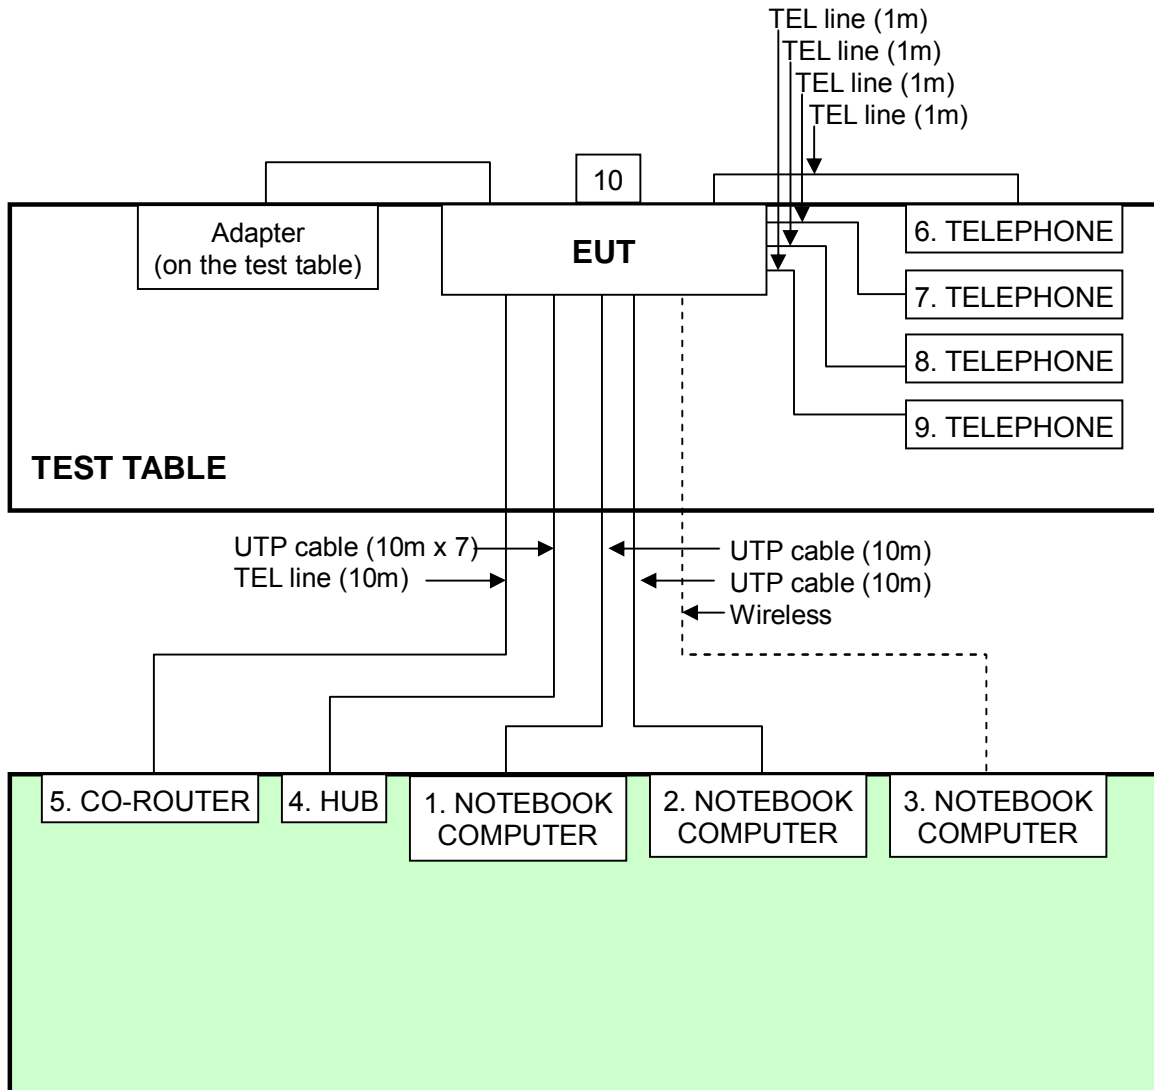 TEL line (1m)
TEL line (1m)
TEL line (1m)
TEL line (1m)
10
Adapter
(on the test table)
EUT
6. TELEPHONE
7. TELEPHONE
8. TELEPHONE
9. TELEPHONE
TEST TABLE
UTP cable (10m x 7)
TEL line (10m)
UTP cable (10m)
UTP cable (10m)
Wireless
5. CO-ROUTER
4. HUB
1. NOTEBOOK
COMPUTER
2. NOTEBOOK
COMPUTER
3. NOTEBOOK
COMPUTER